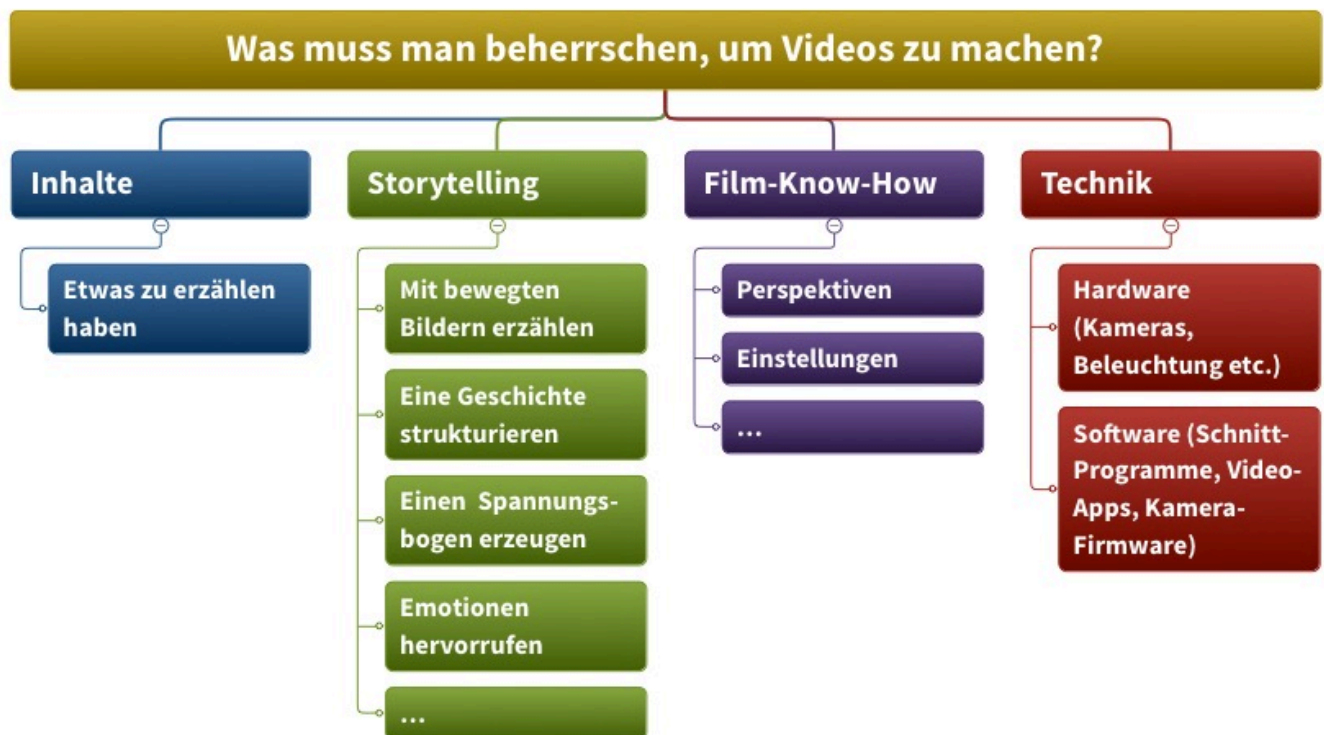 Was muss man beherrschen, um Videos zu machen?
Inhalte
Etwas zu erzählen
haben
Storytelling
Mit bewegten
Bildern erzählen
Eine Geschichte
strukturieren
Einen Spannungs-
bogen erzeugen
Emotionen
hervorrufen
...
Film-Know-How
Perspektiven
Einstellungen
...
Technik
Hardware
(Kameras,
Beleuchtung etc.)
Software (Schnitt-
Programme, Video-
Apps, Kamera-
Firmware)